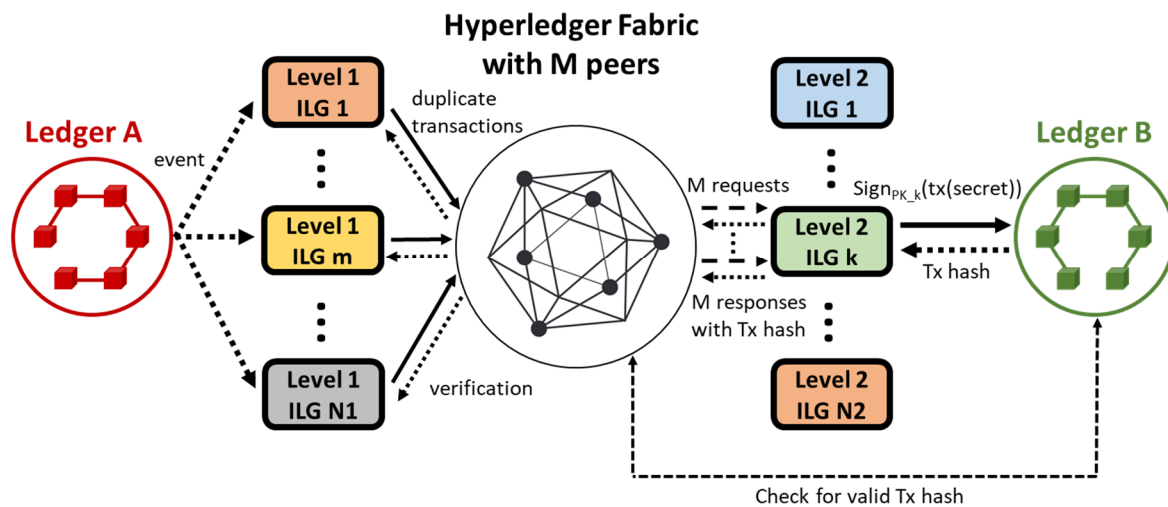 Hyperledger Fabric
with M peers
Level 1
ILG 1
duplicate
transactions
Level 2
ILG 1
Ledger A
event
Ledger B
M requests
Sign_PK_k(tx(secret))
Level 1
ILG m
Level 2
ILG k
Tx hash
M responses
with Tx hash
Level 1
ILG N1
verification
Level 2
ILG N2
Check for valid Tx hash